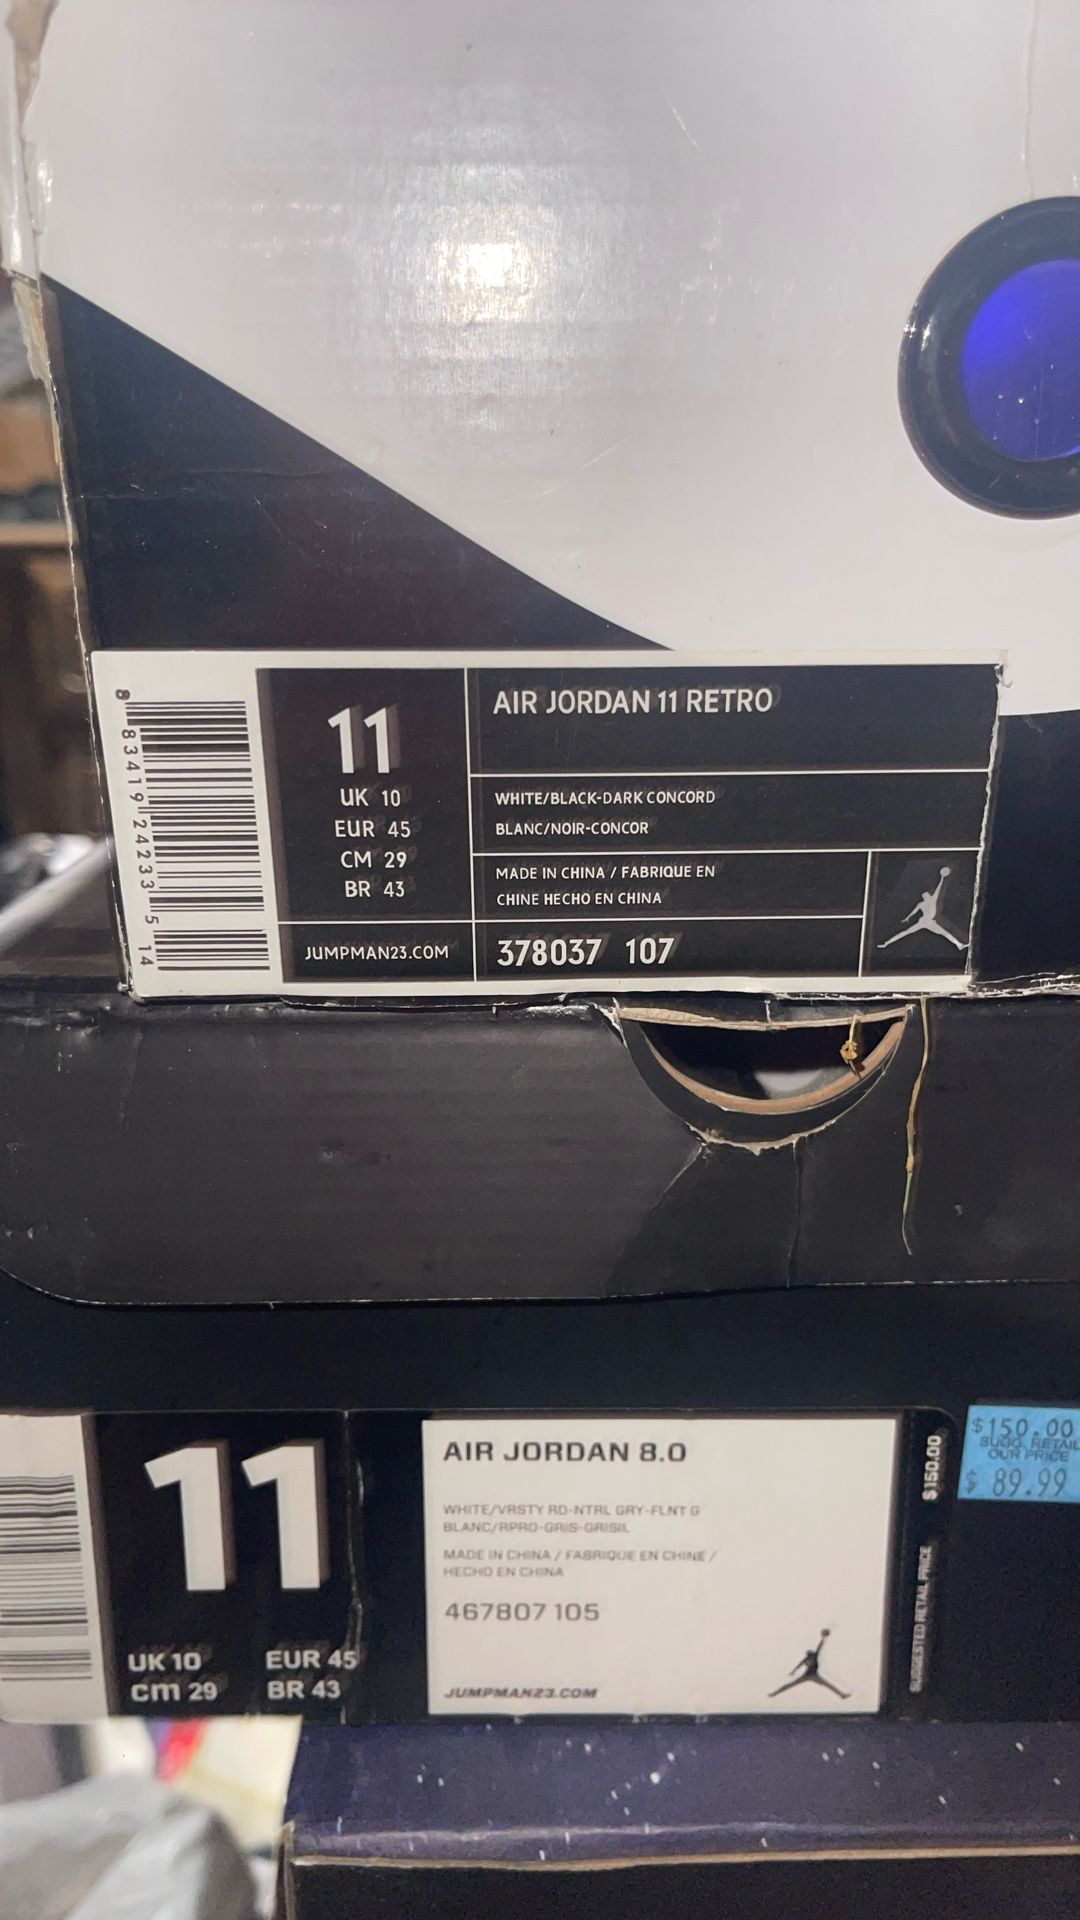 8 83419 24233 5 14
11
UK 10
EUR 45
CM 29
BR 43
JUMPMAN23.COM
AIR JORDAN 11 RETRO
WHITE/BLACK-DARK CONCORD
BLANC/NOIR-CONCOR
MADE IN CHINA / FABRIQUE EN
CHINE HECHO EN CHINA
378037 107
11
UK 10 EUR 45
cm 29 BR 43
AIR JORDAN 8.0
WHITE/VRSTY RD-NTRL GRY-FLNT G
BLANC/RPRO-GRIS-GRISIL
MADE IN CHINA / FABRIQUE EN CHINE /
HECHO EN CHINA
467807 105
JUMPMAN23.COM
SUGGESTED RETAIL PRICE $150.00
$150.00
SUGG. RETAIL
OUR PRICE
$ 89.99